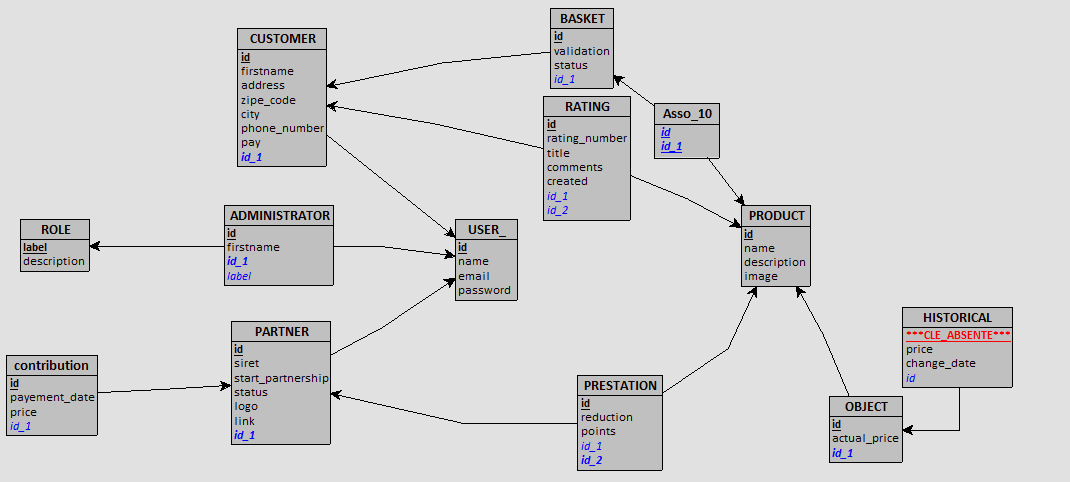 BASKET
id
validation
status
id_1
CUSTOMER
id
firstname
address
zipe_code
city
phone_number
pay
id_1
RATING
id
rating_number
title
comments
created
id_1
id_2
Asso_10
id
id_1
ROLE
label
description
ADMINISTRATOR
id
firstname
id_1
label
USER_
id
name
email
password
PRODUCT
id
name
description
image
PARTNER
id
siret
start_partnership
status
logo
link
id_1
contribution
id
payement_date
price
id_1
PRESTATION
id
reduction
points
id_1
id_2
HISTORICAL
***CLE_ABSENTE***
price
change_date
id
OBJECT
id
actual_price
id_1